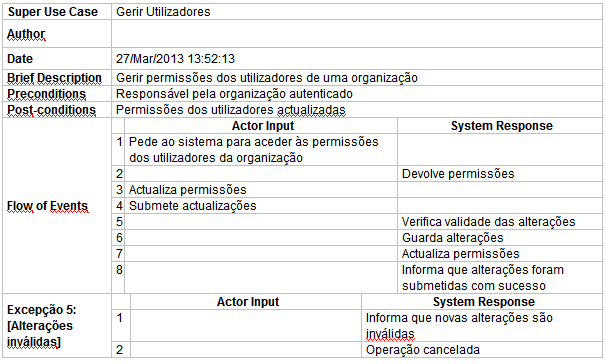 Super Use Case Gerir Utilizadores
Author
Date 27/Mar/2013 13:52:13
Brief Description Gerir permissões dos utilizadores de uma organização
Preconditions Responsável pela organização autenticado
Post-conditions Permissões dos utilizadores actualizadas
Flow of Events
Actor Input System Response
1 Pede ao sistema para aceder às permissões
dos utilizadores da organização
2 Devolve permissões
3 Actualiza permissões
4 Submete actualizações
5 Verifica validade das alterações
6 Guarda alterações
7 Actualiza permissões
8 Informa que alterações foram
submetidas com sucesso
Excepção 5:
[Alterações
inválidas]
Actor Input System Response
1 Informa que novas alterações são
inválidas
2 Operação cancelada